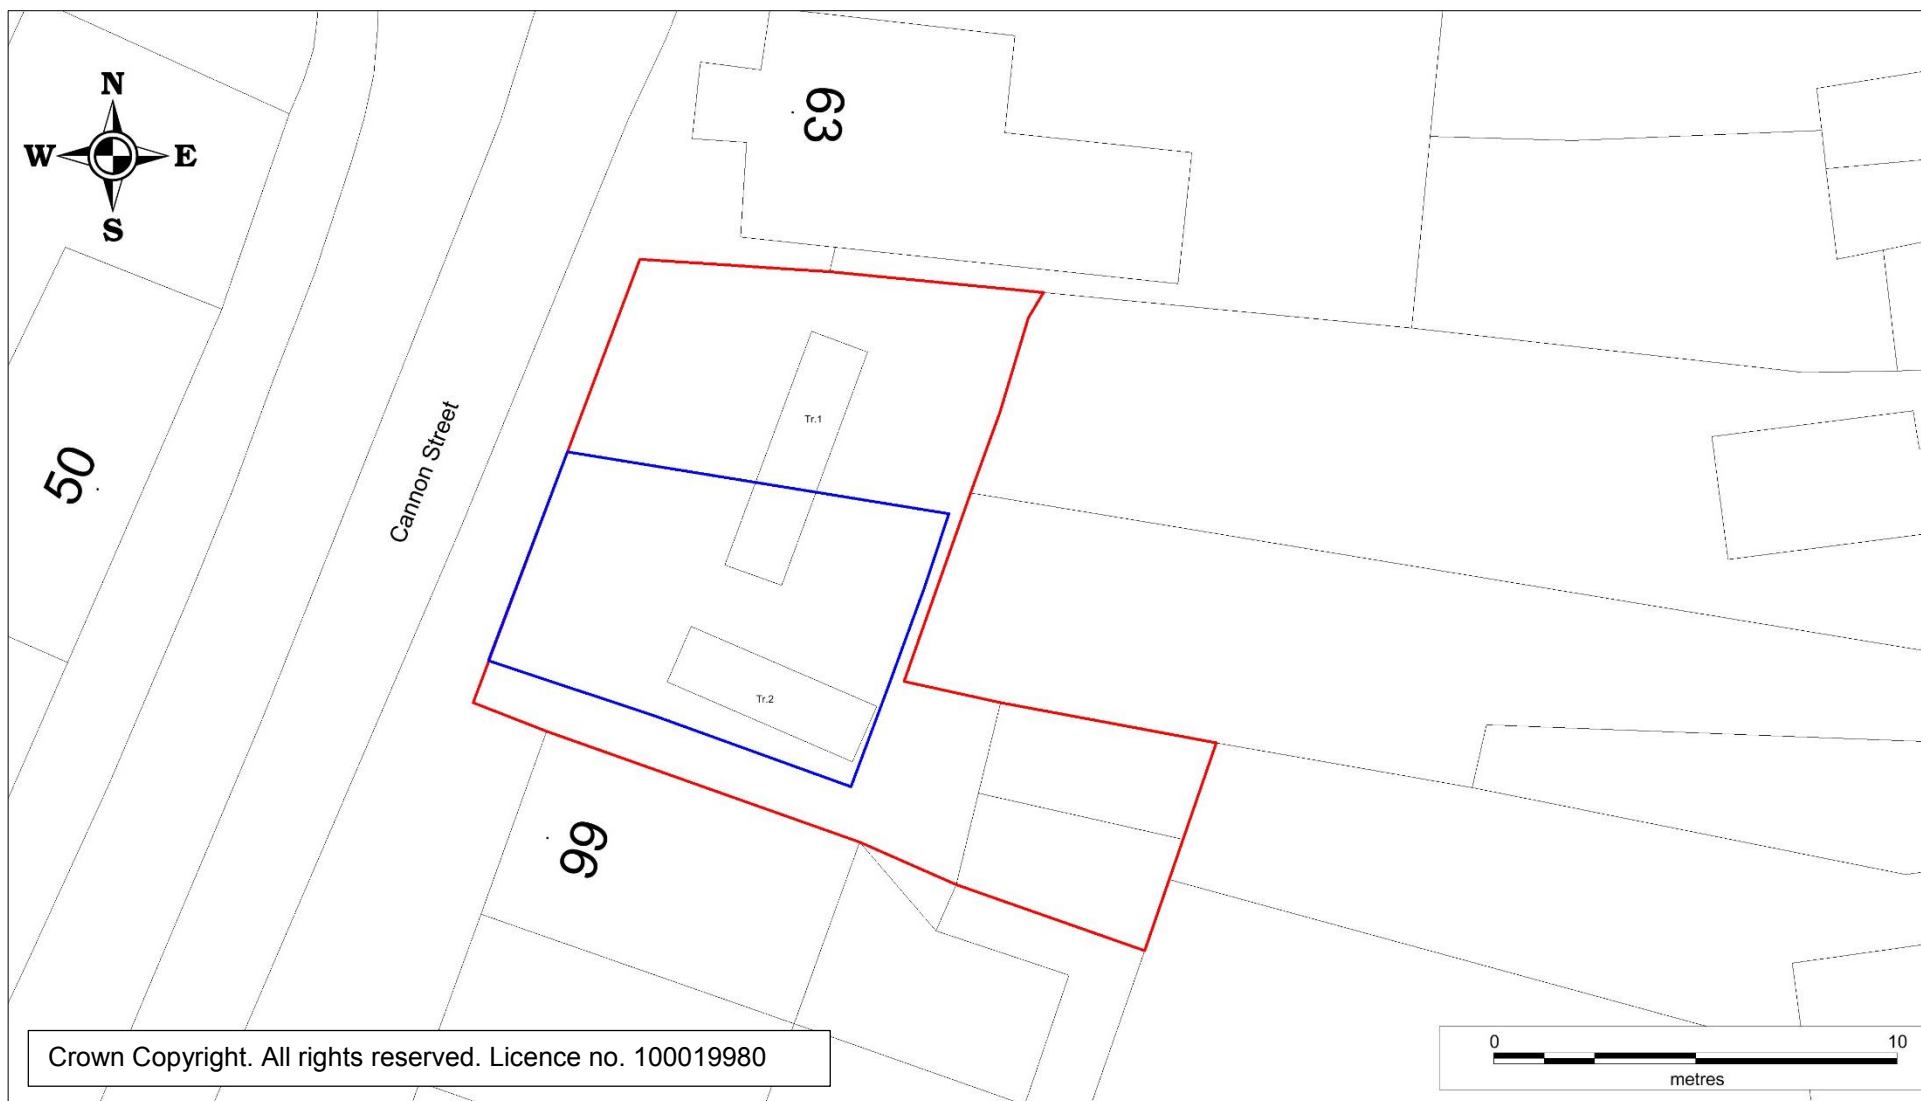 N
W E
S
63
Tr.1
Cannon Street
50
Tr.2
66
Crown Copyright. All rights reserved. Licence no. 100019980
0 10
metres